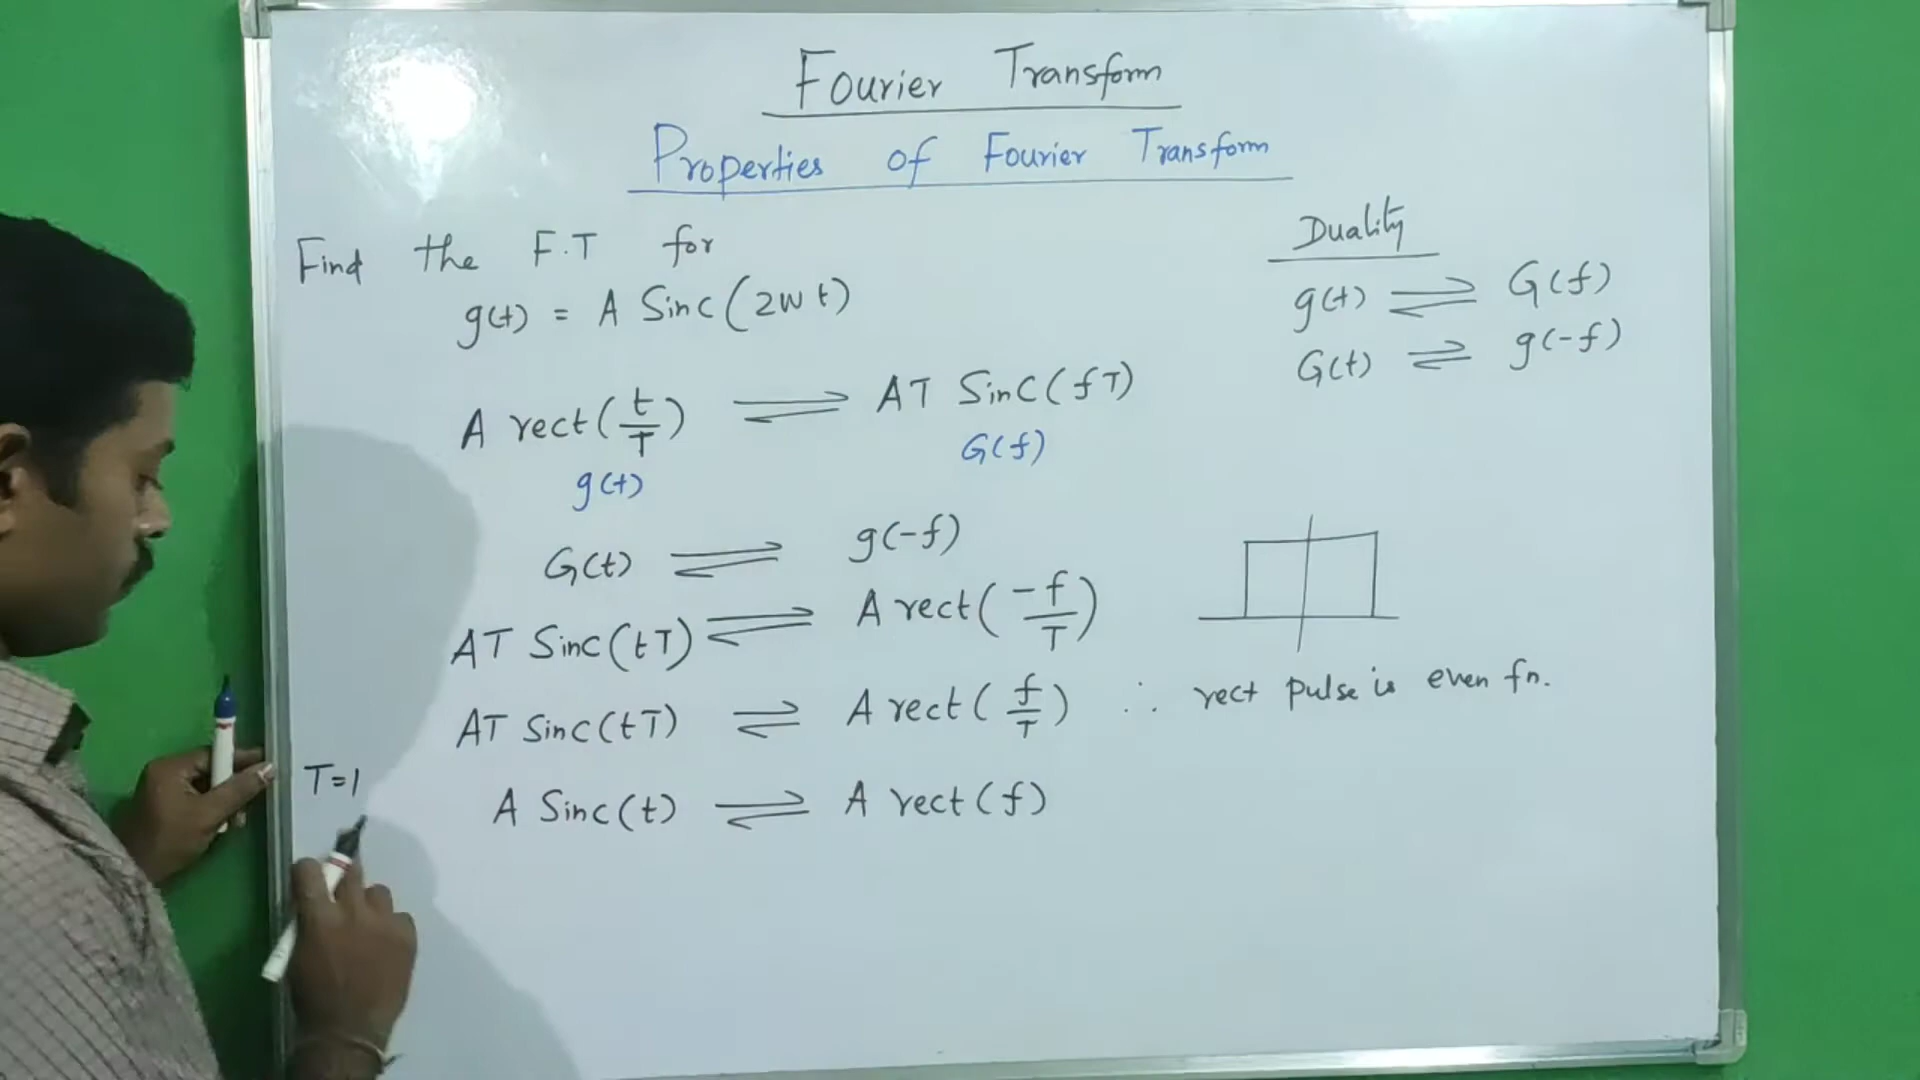 Fourier Transform
Properties of Fourier Transform
Find the F.T for
g(t) = A Sinc(2w t)
Duality
g(t) ⇌ G(f)
G(t) ⇌ g(-f)
A rect(t/T) ⇌ AT Sinc(fT)
g(t) G(f)
G(t) ⇌ g(-f)
AT Sinc(tT) ⇌ A rect(-f/T)
AT Sinc(tT) ⇌ A rect(f/T) ∴ rect pulse is even fn.
T=1 A Sinc(t) ⇌ A rect(f)